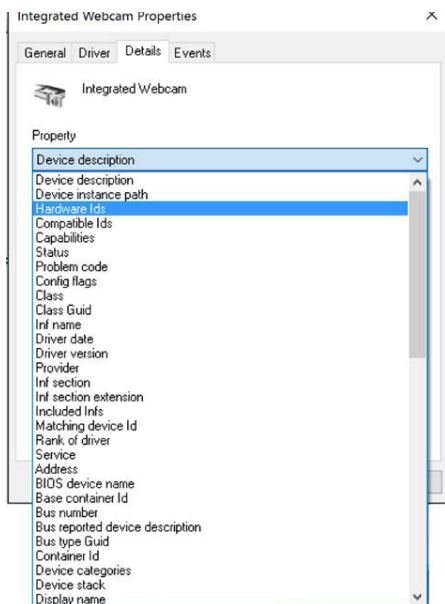 Integrated Webcam Properties
General Driver Details Events
Integrated Webcam
Property
Device description
Device description
Device instance path
Hardware Ids
Compatible Ids
Capabilities
Status
Problem code
Config flags
Class
Class Guid
Inf name
Driver date
Driver version
Provider
Inf section
Inf section extension
Included Infs
Matching device Id
Rank of driver
Service
Address
BIOS device name
Base container Id
Bus number
Bus reported device description
Bus type Guid
Container Id
Device categories
Device stack
Display name